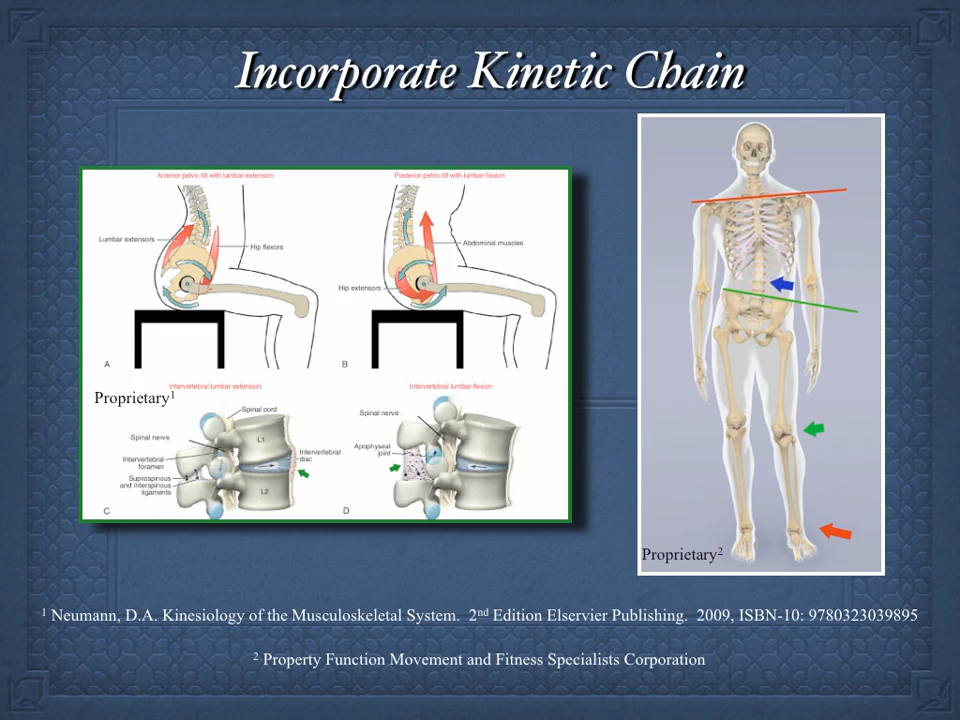 Incorporate Kinetic Chain
Anterior pelvic tilt with lumbar extension
Posterior pelvic tilt with lumbar flexion
Lumbar extensors
Hip flexors
Abdominal muscles
Hip extensors
A
B
Proprietary1
Intervertebral lumbar extension
Intervertebral lumbar flexion
Spinal cord
Spinal nerve
L1
Intervertebral
foramen
Intervertebral
disc
Supraspinous
and interspinous
ligaments
L2
C
Spinal nerve
Apophyseal
joint
D
Proprietary2
1 Neumann, D.A. Kinesiology of the Musculoskeletal System. 2nd Edition Elservier Publishing. 2009, ISBN-10: 9780323039895
2 Property Function Movement and Fitness Specialists Corporation